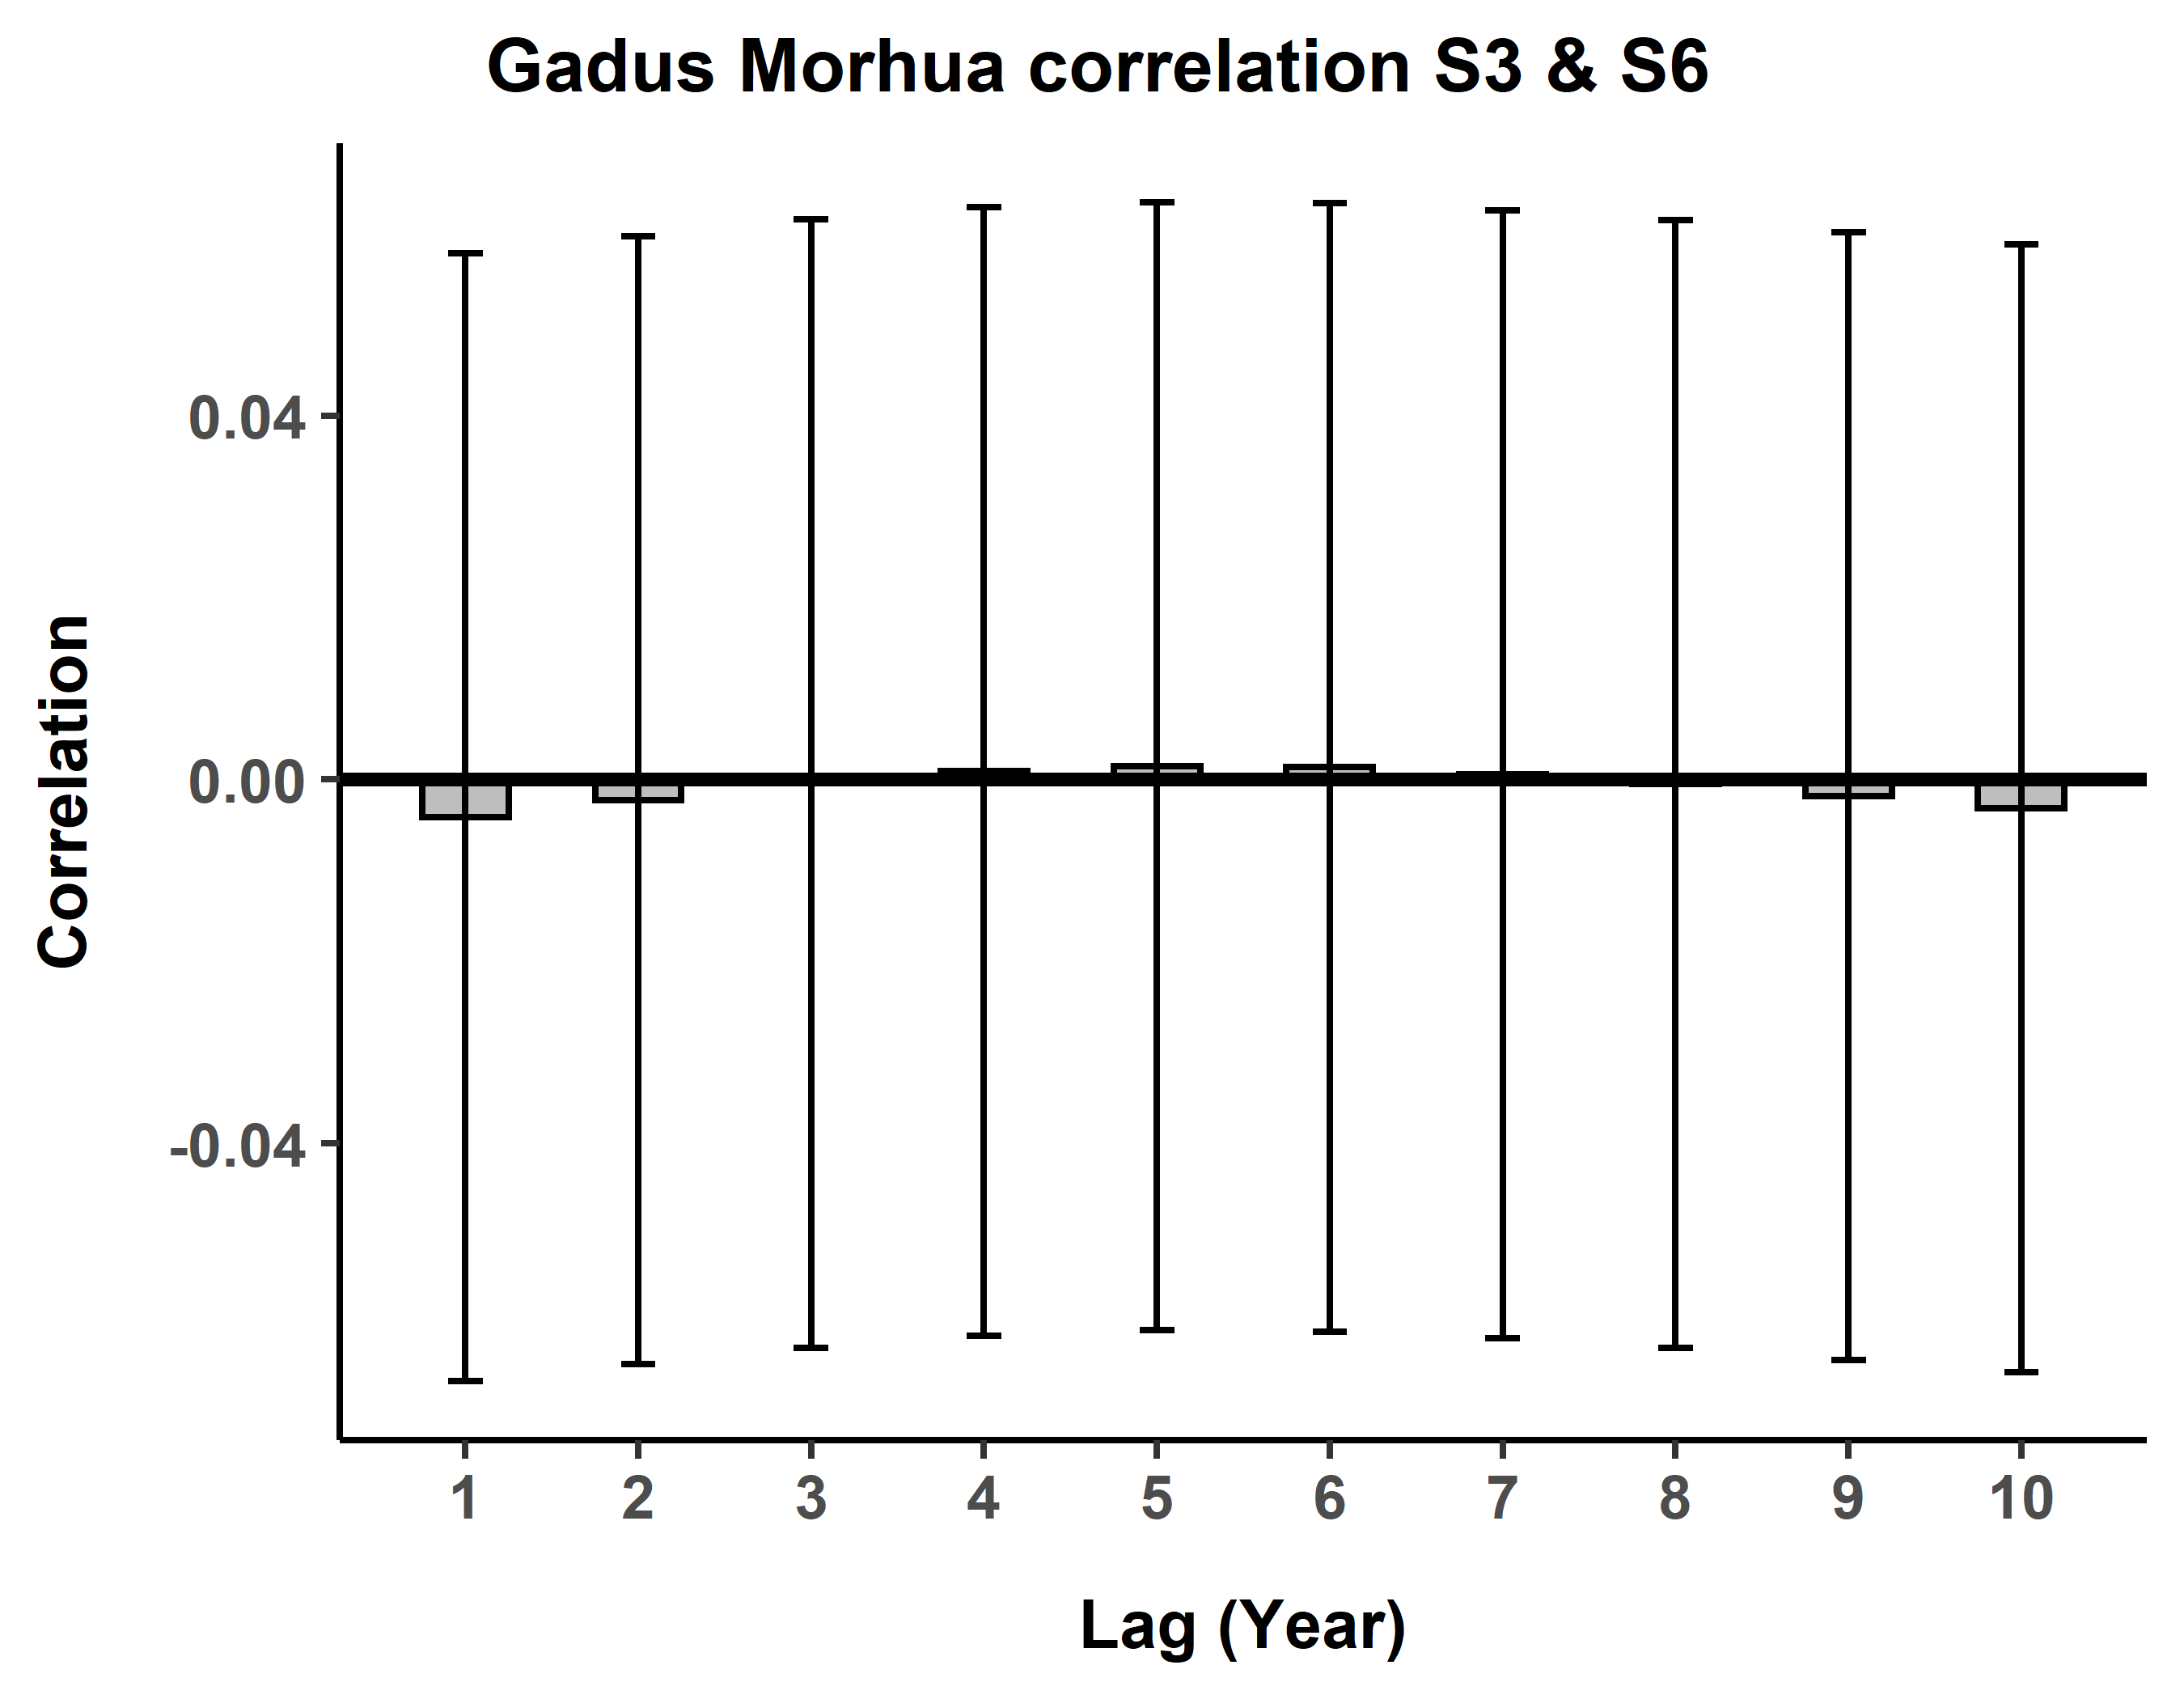 Gadus Morhua correlation S3 & S6
Correlation
0.04
0.00
-0.04
1 2 3 4 5 6 7 8 9 10
Lag (Year)